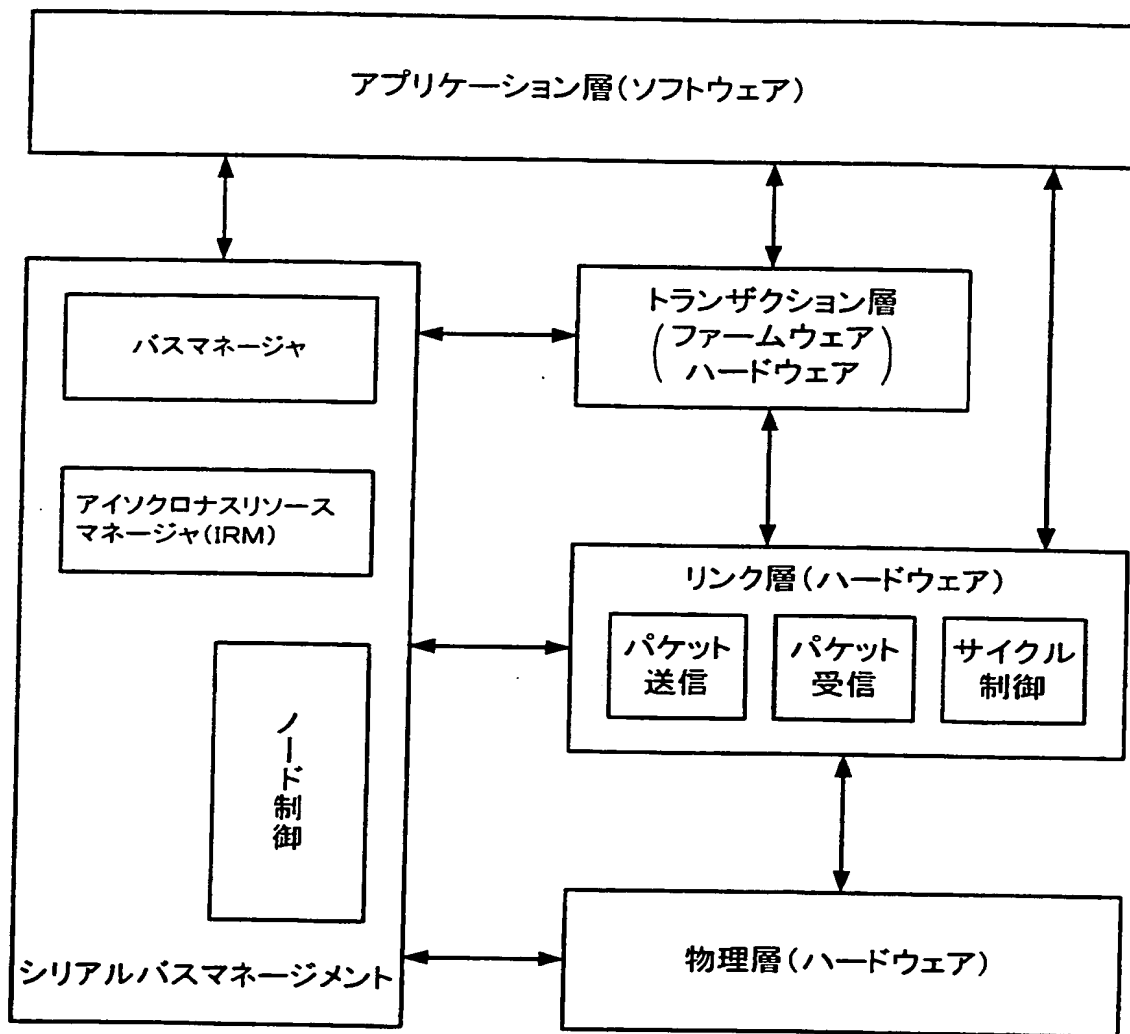 アプリケーション層(ソフトウェア)
バスマネージャ
トランザクション層
(ファームウェア
ハードウェア)
アイソクロナスリソース
マネージャ(IRM)
リンク層(ハードウェア)
パケット
送信
パケット
受信
サイクル
制御
ノード制御
シリアルバスマネージメント
物理層(ハードウェア)